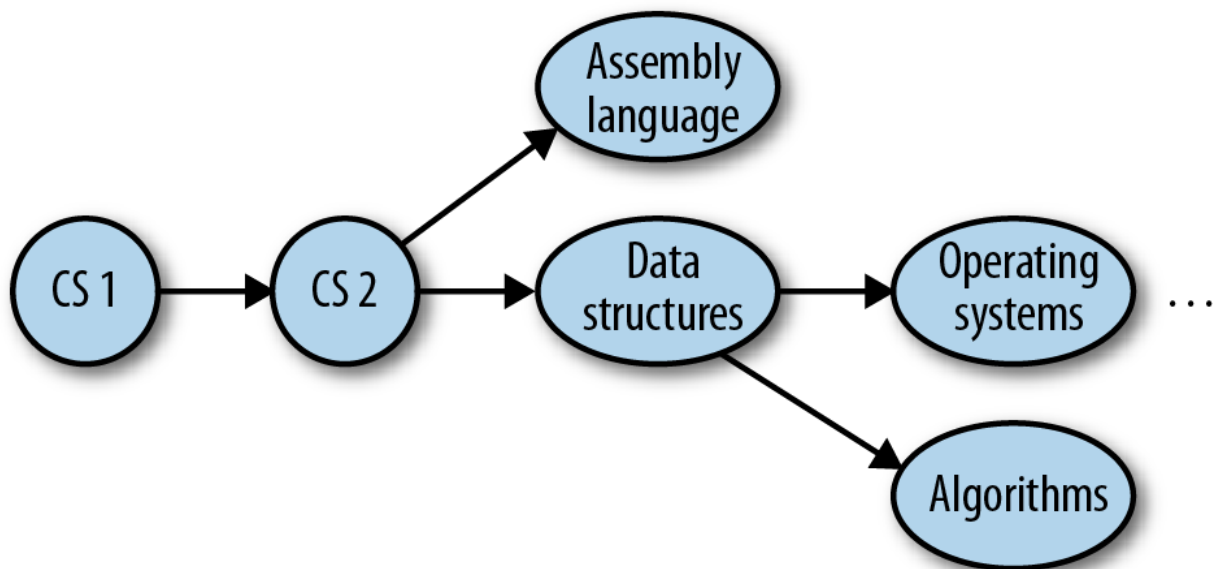 Assembly
language
CS 1
CS 2
Data
structures
Operating
systems
...
Algorithms